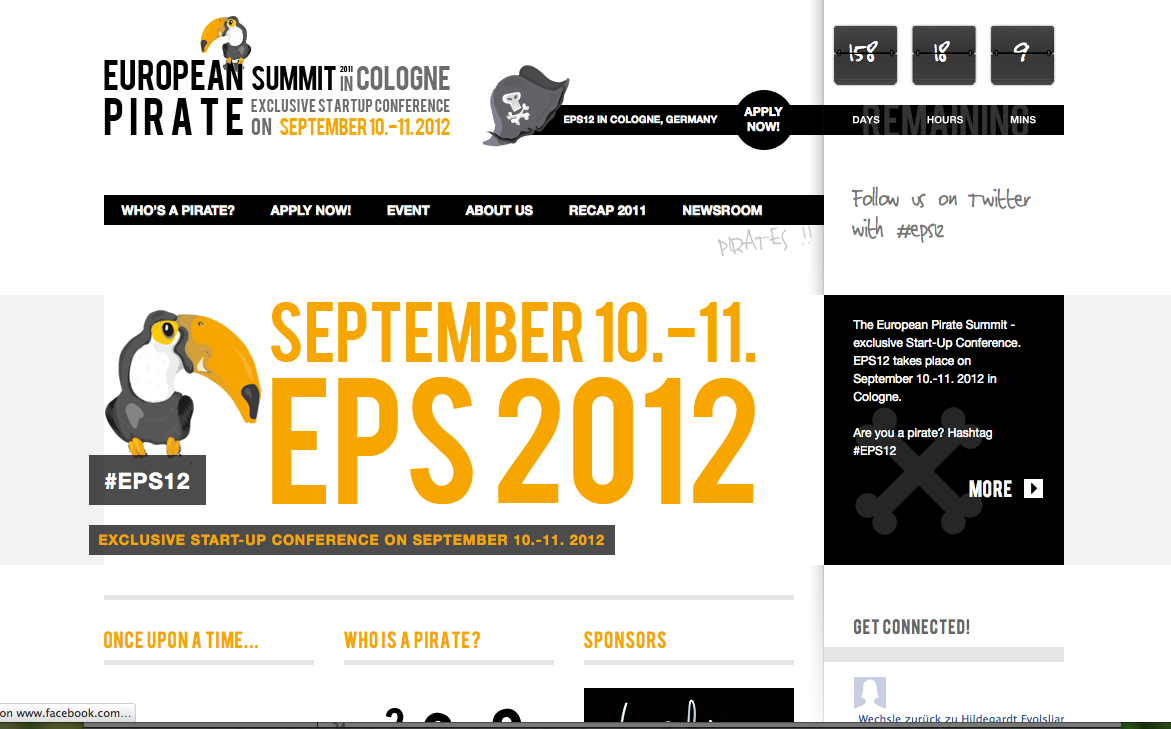 EUROPEAN SUMMIT 2011 IN COLOGNE
PIRATE EXCLUSIVE STARTUP CONFERENCE
ON SEPTEMBER 10.-11. 2012
158 18 9
EPS12 IN COLOGNE, GERMANY
APPLY
NOW!
REMAINING
DAYS HOURS MINS
WHO'S A PIRATE? APPLY NOW! EVENT ABOUT US RECAP 2011 NEWSROOM
PIRATES !!
Follow us on Twitter
with #eps12
SEPTEMBER 10.-11.
EPS 2012
#EPS12
EXCLUSIVE START-UP CONFERENCE ON SEPTEMBER 10.-11. 2012
The European Pirate Summit -
exclusive Start-Up Conference.
EPS12 takes place on
September 10.-11. 2012 in
Cologne.
Are you a pirate? Hashtag
#EPS12
MORE
ONCE UPON A TIME... WHO IS A PIRATE? SPONSORS
GET CONNECTED!
on www.facebook.com...
Wechsle zurück zu Hildegardt